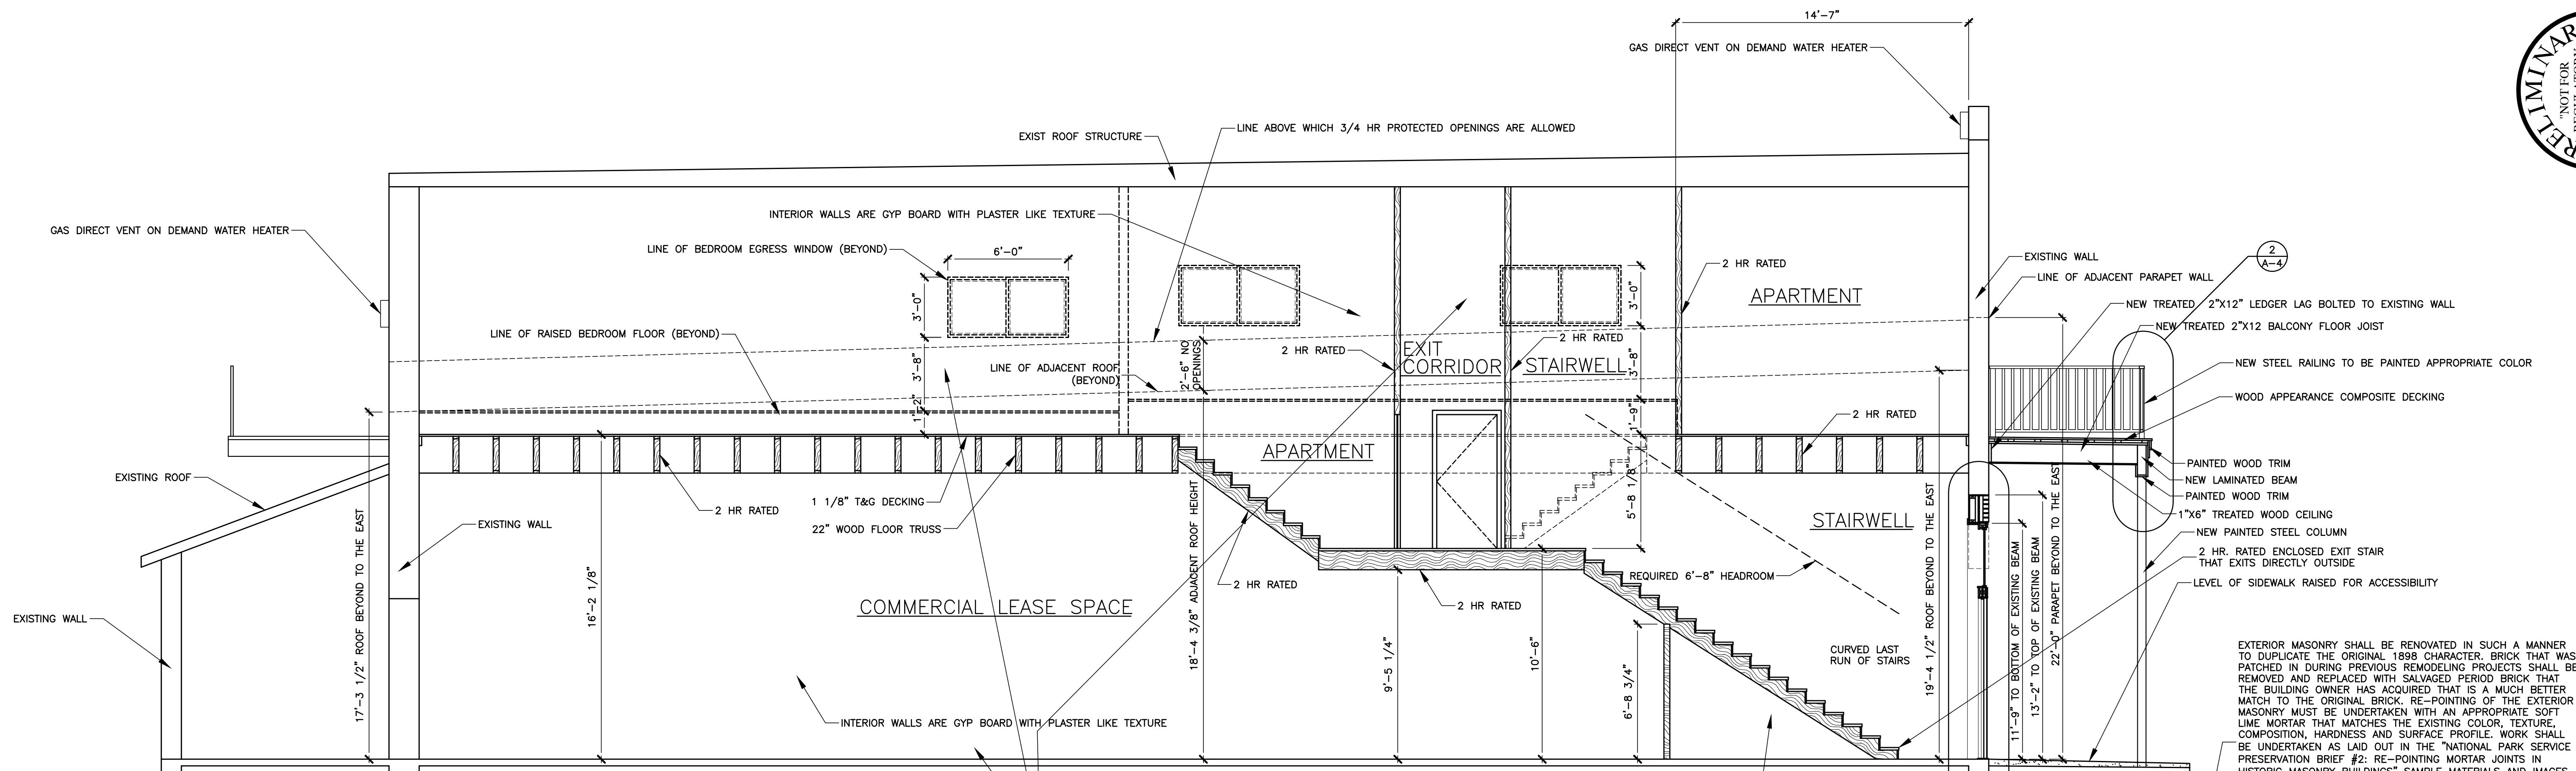 14'-7"
GAS DIRECT VENT ON DEMAND WATER HEATER
PRELIMINAR
"NOT FOR
EXIST ROOF STRUCTURE
LINE ABOVE WHICH 3/4 HR PROTECTED OPENINGS ARE ALLOWED
INTERIOR WALLS ARE GYP BOARD WITH PLASTER LIKE TEXTURE
GAS DIRECT VENT ON DEMAND WATER HEATER
LINE OF BEDROOM EGRESS WINDOW (BEYOND)
6'-0"
2
A-4
2 HR RATED
EXISTING WALL
LINE OF ADJACENT PARAPET WALL
APARTMENT
3'-0"
3'-0"
NEW TREATED 2"X12" LEDGER LAG BOLTED TO EXISTING WALL
NEW TREATED 2"X12 BALCONY FLOOR JOIST
LINE OF RAISED BEDROOM FLOOR (BEYOND)
2 HR RATED
2 HR RATED
EXIT
CORRIDOR
STAIRWELL
3'-8"
3'-8"
2'-6" NO
OPENINGS
LINE OF ADJACENT ROOF
(BEYOND)
NEW STEEL RAILING TO BE PAINTED APPROPRIATE COLOR
WOOD APPEARANCE COMPOSITE DECKING
1'-2"
1'-9"
2 HR RATED
APARTMENT
EXISTING ROOF
PAINTED WOOD TRIM
NEW LAMINATED BEAM
PAINTED WOOD TRIM
1"X6" TREATED WOOD CEILING
1 1/8" T&G DECKING
2 HR RATED
22" WOOD FLOOR TRUSS
5'-8 1/8"
STAIRWELL
EXISTING WALL
NEW PAINTED STEEL COLUMN
2 HR. RATED ENCLOSED EXIT STAIR
THAT EXITS DIRECTLY OUTSIDE
LEVEL OF SIDEWALK RAISED FOR ACCESSIBILITY
REQUIRED 6'-8" HEADROOM
2 HR RATED
2 HR RATED
COMMERCIAL LEASE SPACE
EXISTING WALL
17'-3 1/2" ROOF BEYOND TO THE EAST
16'-2 1/8"
18'-4 3/8" ADJACENT ROOF HEIGHT
9'-5 1/4"
10'-6"
6'-8 3/4"
CURVED LAST
RUN OF STAIRS
19'-4 1/2" ROOF BEYOND TO THE EAST
11'-9" TO BOTTOM OF EXISTING BEAM
13'-2" TO TOP OF EXISTING BEAM
22'-0" PARAPET BEYOND TO THE EAST
INTERIOR WALLS ARE GYP BOARD WITH PLASTER LIKE TEXTURE
EXTERIOR MASONRY SHALL BE RENOVATED IN SUCH A MANNER
TO DUPLICATE THE ORIGINAL 1898 CHARACTER. BRICK THAT WAS
PATCHED IN DURING PREVIOUS REMODELING PROJECTS SHALL BE
REMOVED AND REPLACED WITH SALVAGED PERIOD BRICK THAT
THE BUILDING OWNER HAS ACQUIRED THAT IS A MUCH BETTER
MATCH TO THE ORIGINAL BRICK. RE-POINTING OF THE EXTERIOR
MASONRY MUST BE UNDERTAKEN WITH AN APPROPRIATE SOFT
LIME MORTAR THAT MATCHES THE EXISTING COLOR, TEXTURE,
COMPOSITION, HARDNESS AND SURFACE PROFILE. WORK SHALL
BE UNDERTAKEN AS LAID OUT IN THE "NATIONAL PARK SERVICE
PRESERVATION BRIEF #2: RE-POINTING MORTAR JOINTS IN
HISTORIC MASONRY BUILDINGS" SAMPLE MATERIALS AND IMAGES